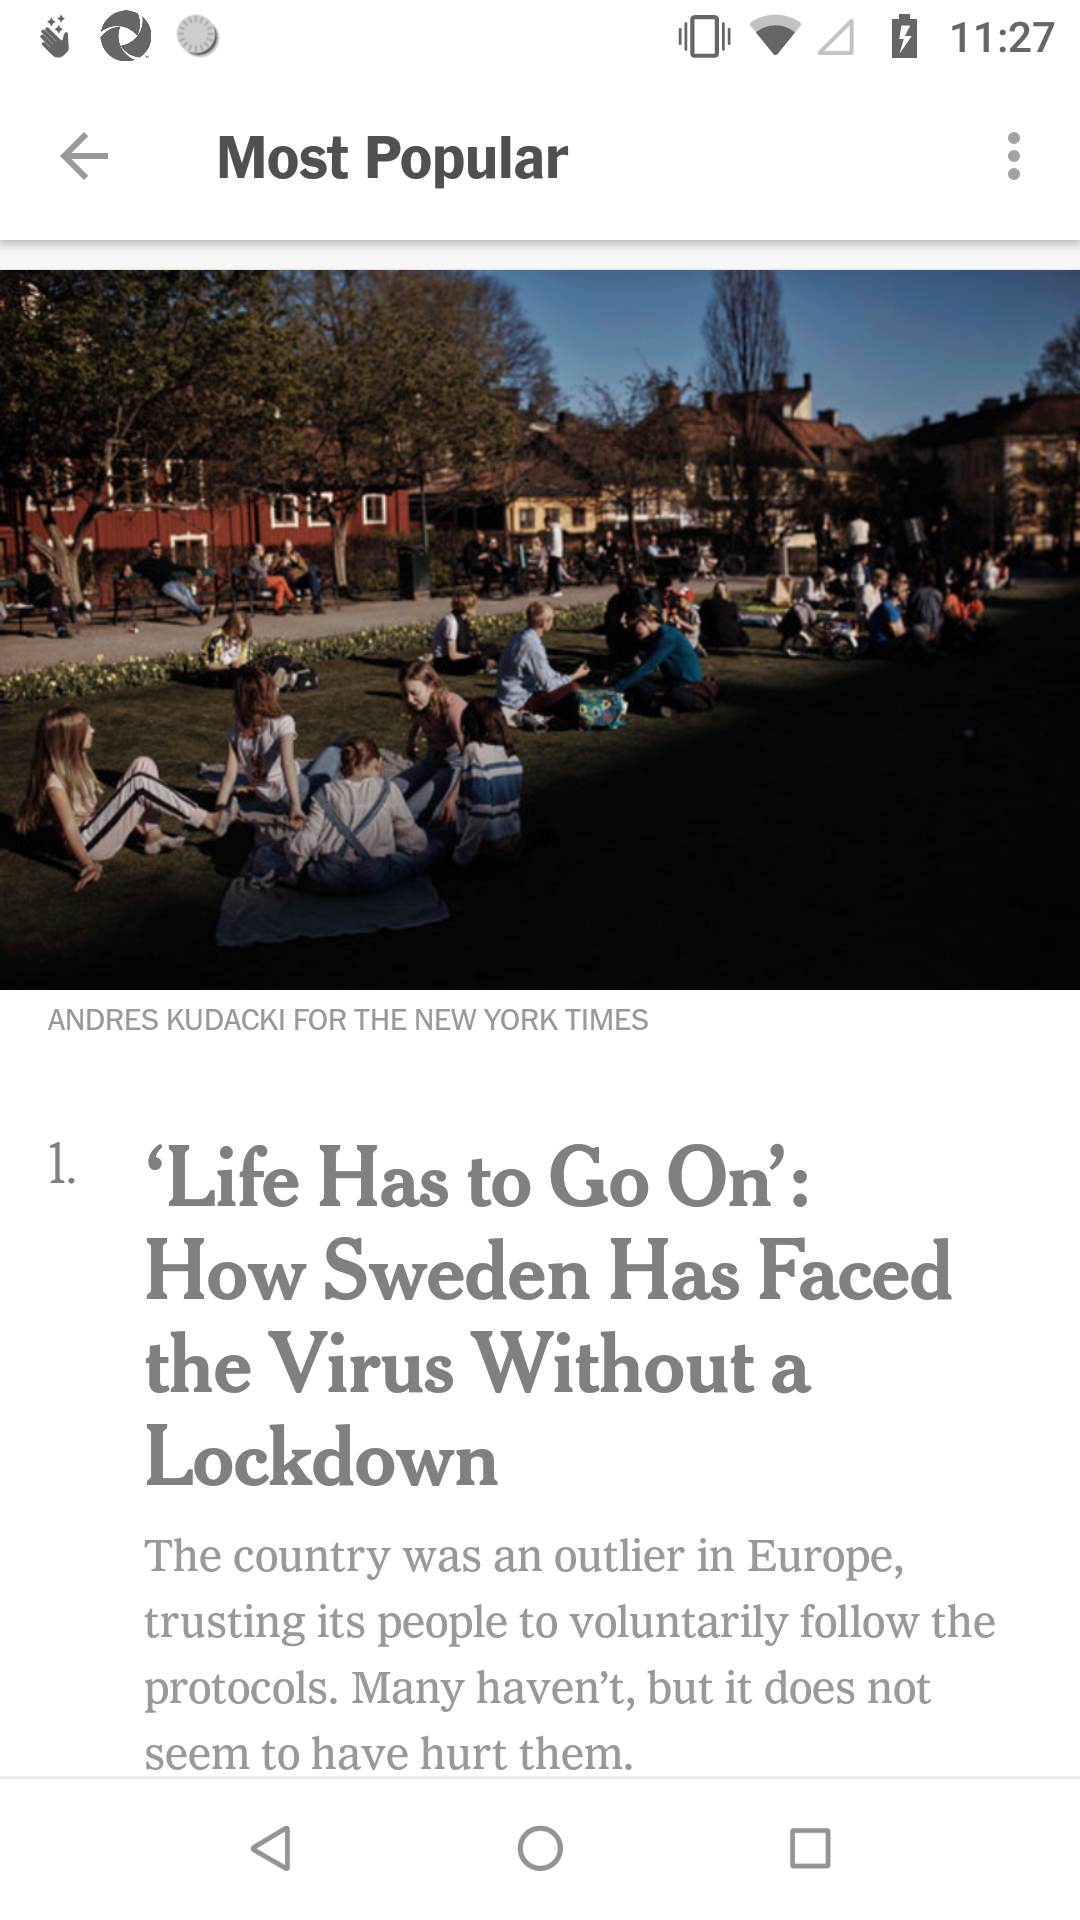 11:27
Most Popular
ANDRES KUDACKI FOR THE NEW YORK TIMES
1.
‘Life Has to Go On’:
How Sweden Has Faced
the Virus Without a
Lockdown
The country was an outlier in Europe,
trusting its people to voluntarily follow the
protocols. Many haven’t, but it does not
seem to have hurt them.